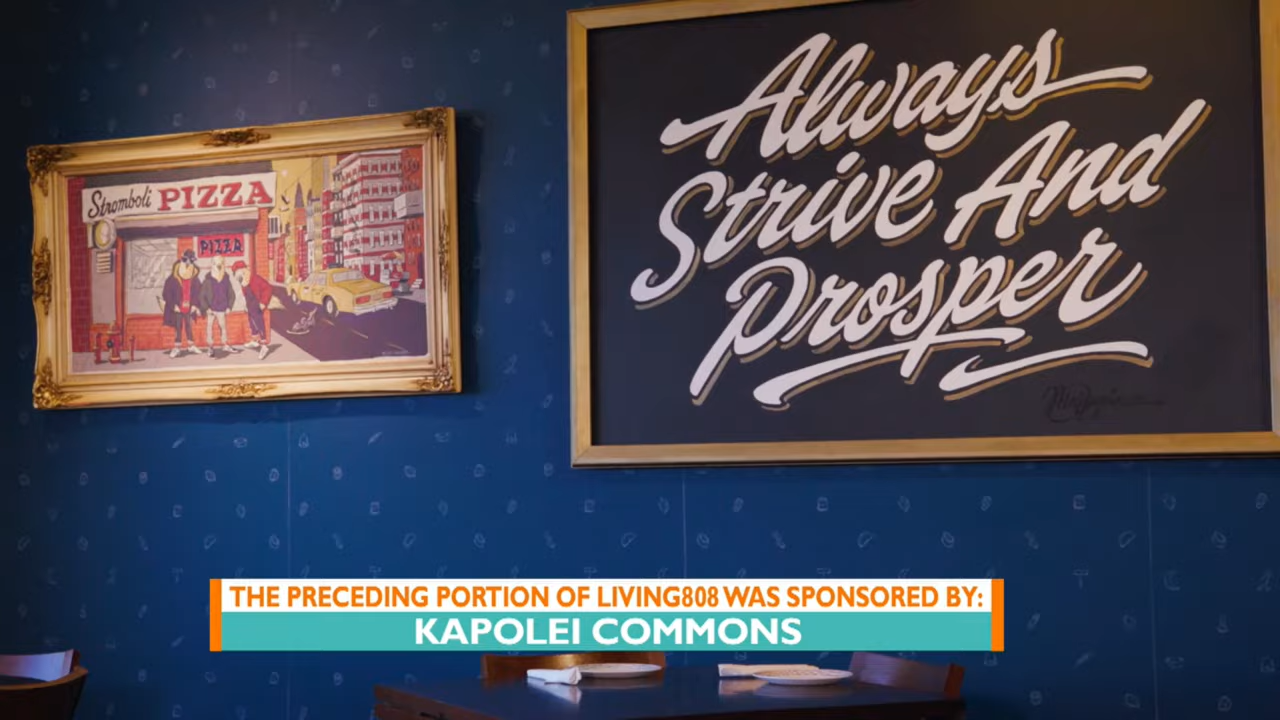 Stromboli PIZZA
PIZZA
Always
Strive And
Prosper
THE PRECEDING PORTION OF LIVING808 WAS SPONSORED BY:
KAPOLEI COMMONS